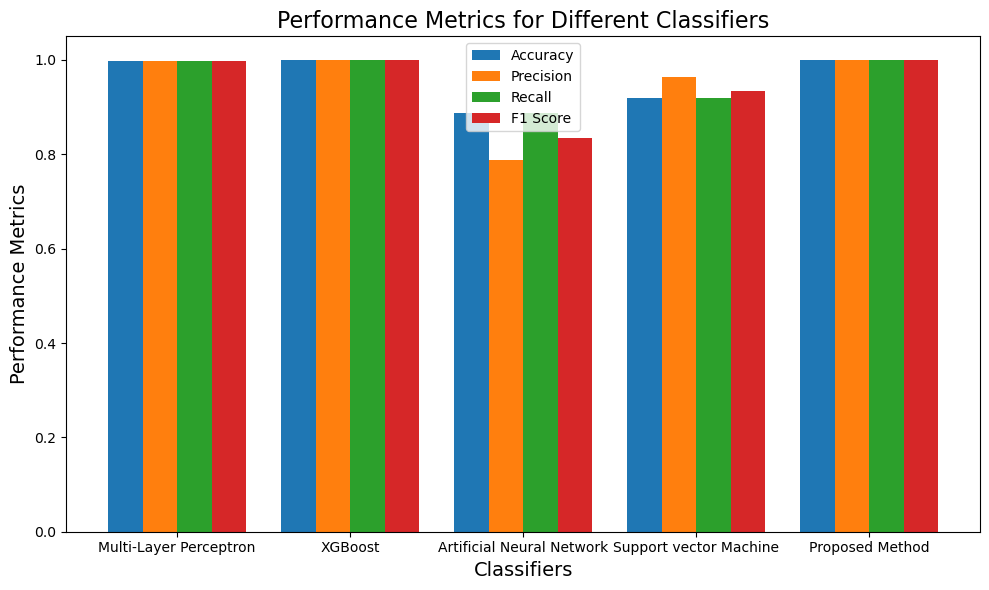 Performance Metrics for Different Classifiers
Accuracy
Precision
Recall
F1 Score
Performance Metrics
1.0
0.8
0.6
0.4
0.2
0.0
Multi-Layer Perceptron
XGBoost
Artificial Neural Network
Support vector Machine
Proposed Method
Classifiers